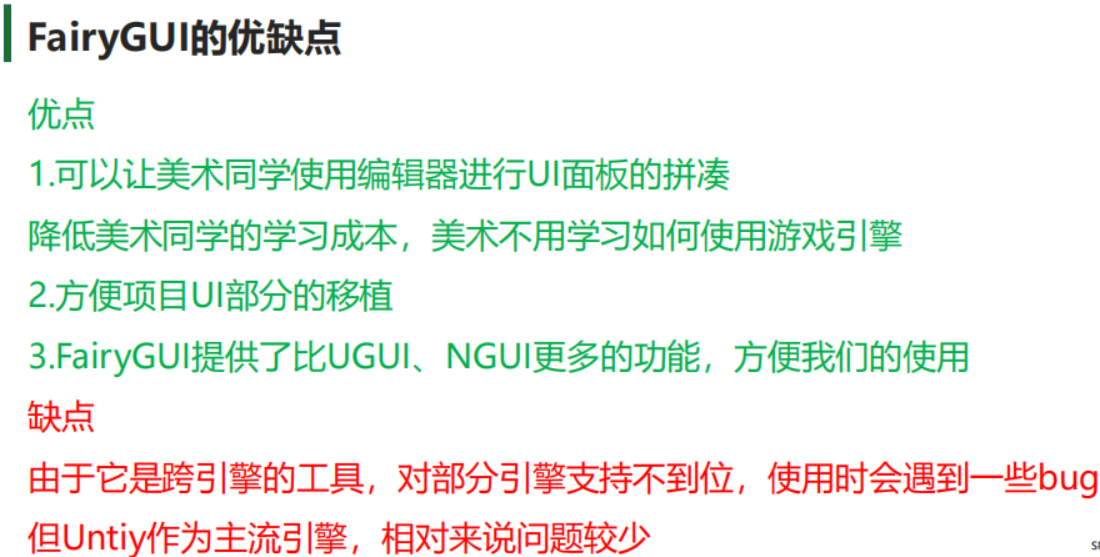 FairyGUI的优缺点
优点
1.可以让美术同学使用编辑器进行UI面板的拼凑
降低美术同学的学习成本，美术不用学习如何使用游戏引擎
2.方便项目UI部分的移植
3.FairyGUI提供了比UGUI、NGUI更多的功能，方便我们的使用
缺点
由于它是跨引擎的工具，对部分引擎支持不到位，使用时会遇到一些bug
但Untiy作为主流引擎，相对来说问题较少